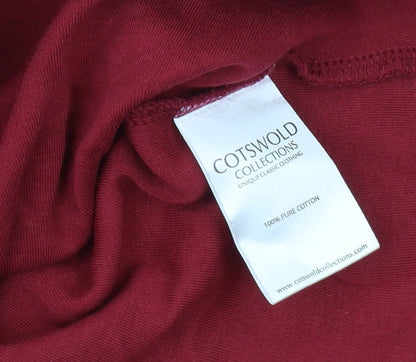 COTSWOLD
COLLECTIONS
UNIQUE CLASSIC CLOTHING
100% PURE COTTON
www.cotswoldcollections.com